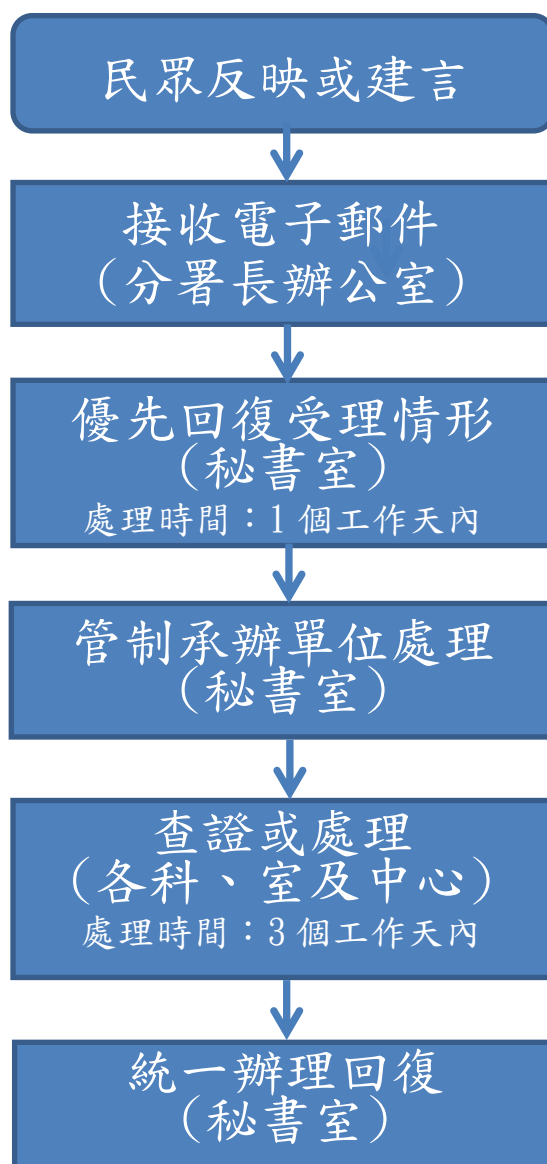 民眾反映或建言
接收電子郵件
（分署長辦公室）
優先回復受理情形
（秘書室）
處理時間：1 個工作天內
管制承辦單位處理
（秘書室）
查證或處理
（各科、室及中心）
處理時間：3 個工作天內
統一辦理回復
（秘書室）